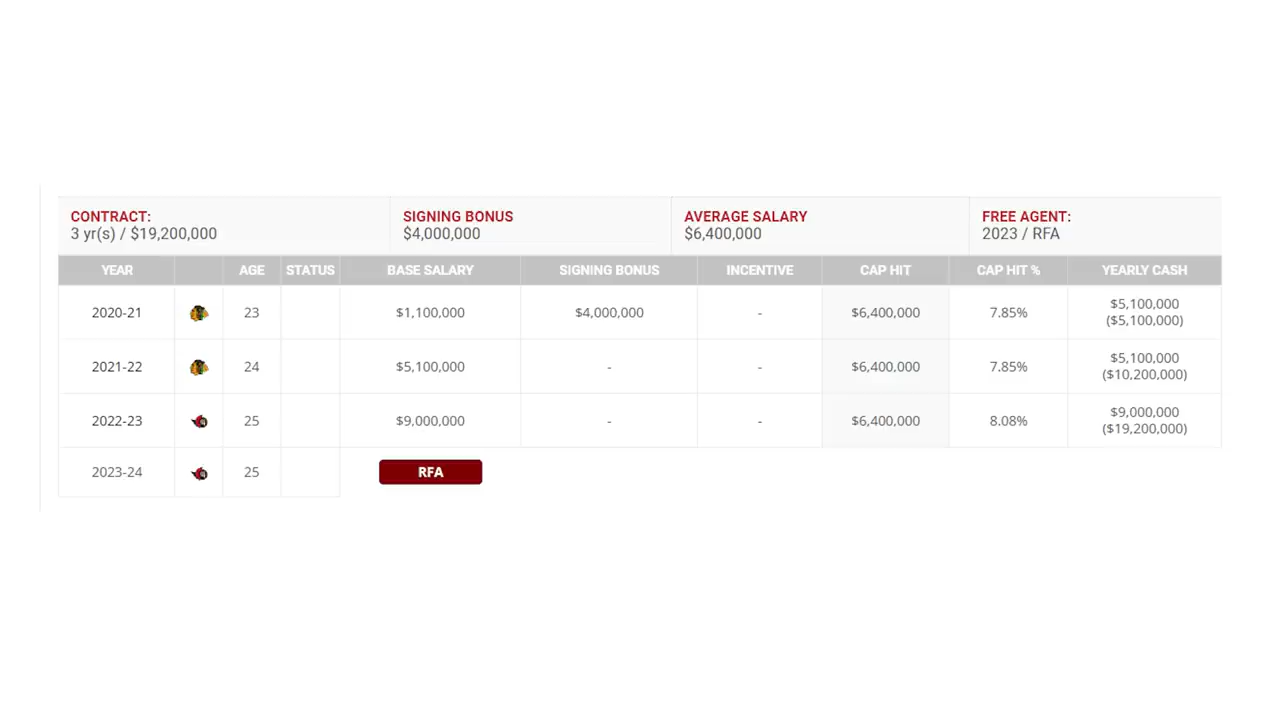 CONTRACT: SIGNING BONUS AVERAGE SALARY FREE AGENT:
3 yr(s) / $19,200,000 $4,000,000 $6,400,000 2023 / RFA
YEAR AGE STATUS BASE SALARY SIGNING BONUS INCENTIVE CAP HIT CAP HIT % YEARLY CASH
2020-21 23 $1,100,000 $4,000,000 - $6,400,000 7.85% $5,100,000
($5,100,000)
2021-22 24 $5,100,000 - - $6,400,000 7.85% $5,100,000
($10,200,000)
2022-23 25 $9,000,000 - - $6,400,000 8.08% $9,000,000
($19,200,000)
2023-24 25 RFA